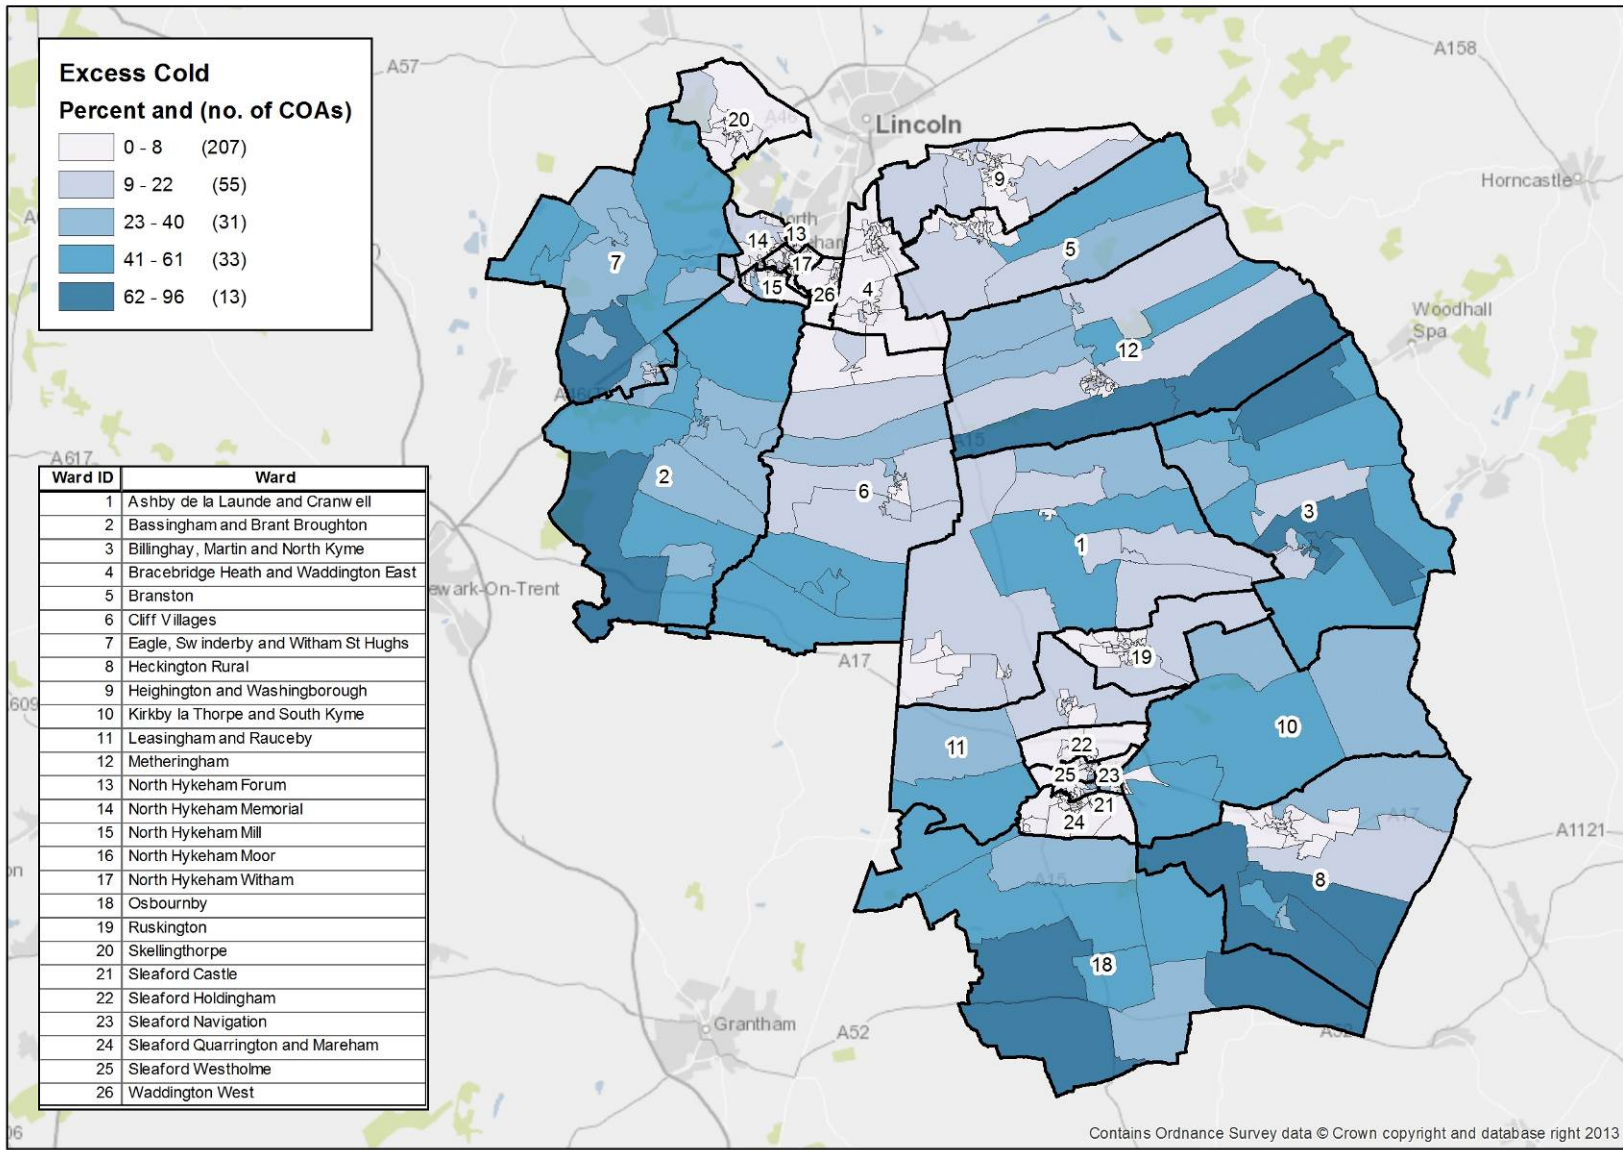 Excess Cold
Percent and (no. of COAs)
0 - 8 (207)
9 - 22 (55)
23 - 40 (31)
41 - 61 (33)
62 - 96 (13)
A57
A158
Lincoln
Horncastle
Woodhall
Spa
A617
A46
North
A15
ewark-On-Trent
A17
A17
A1121
A15
Grantham
A52
A52
20
9
13
14
17
15
26
4
5
7
12
2
6
3
1
19
10
11
22
25
23
21
24
8
18
Ward ID Ward
1 Ashby de la Launde and Cranwell
2 Bassingham and Brant Broughton
3 Billinghay, Martin and North Kyme
4 Bracebridge Heath and Waddington East
5 Branston
6 Cliff Villages
7 Eagle, Swinderby and Witham St Hughs
8 Heckington Rural
9 Heighington and Washingborough
10 Kirkby la Thorpe and South Kyme
11 Leasingham and Rauceby
12 Metheringham
13 North Hykeham Forum
14 North Hykeham Memorial
15 North Hykeham Mill
16 North Hykeham Moor
17 North Hykeham Witham
18 Osbournby
19 Ruskington
20 Skellingthorpe
21 Sleaford Castle
22 Sleaford Holdingham
23 Sleaford Navigation
24 Sleaford Quarrington and Mareham
25 Sleaford Westholme
26 Waddington West
Contains Ordnance Survey data © Crown copyright and database right 2013